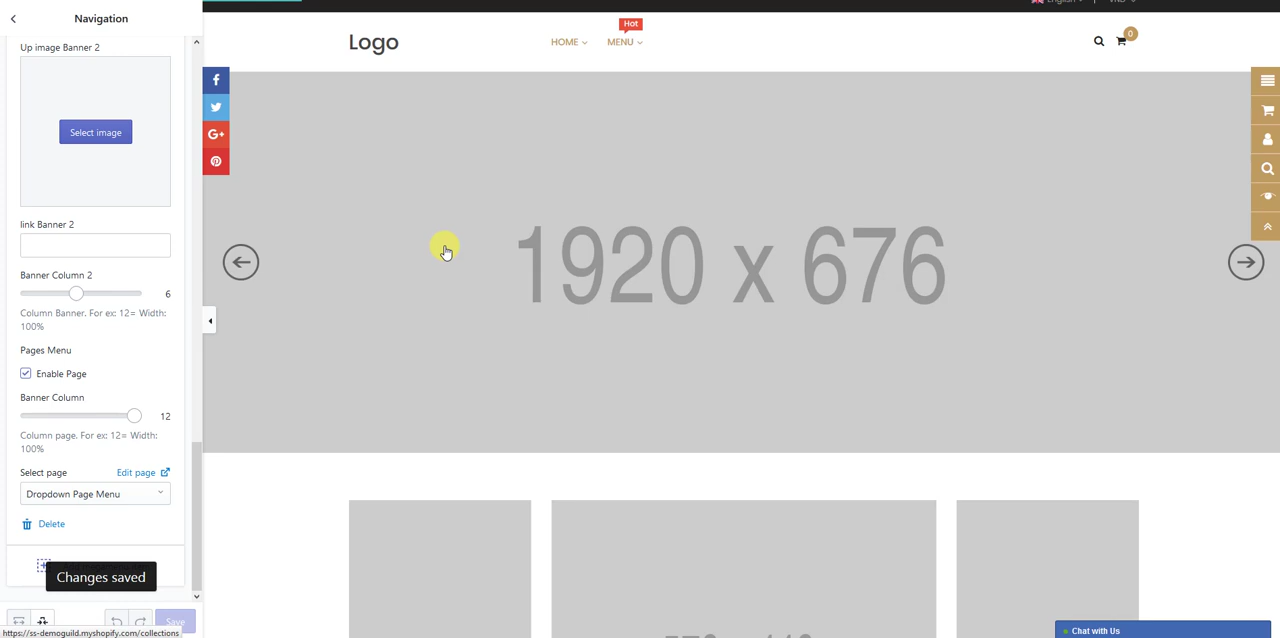 Navigation
Up image Banner 2
Select image
link Banner 2
Banner Column 2
6
Column Banner. For ex: 12= Width:
100%
Pages Menu
Enable Page
Banner Column
12
Column page. For ex: 12= Width:
100%
Select page
Edit page
Dropdown Page Menu
Delete
Changes saved
Save
https://ss-demoguild.myshopify.com/collections
English
VND
Logo
HOME
Hot
MENU
0
G+
1920 x 676
Chat with Us